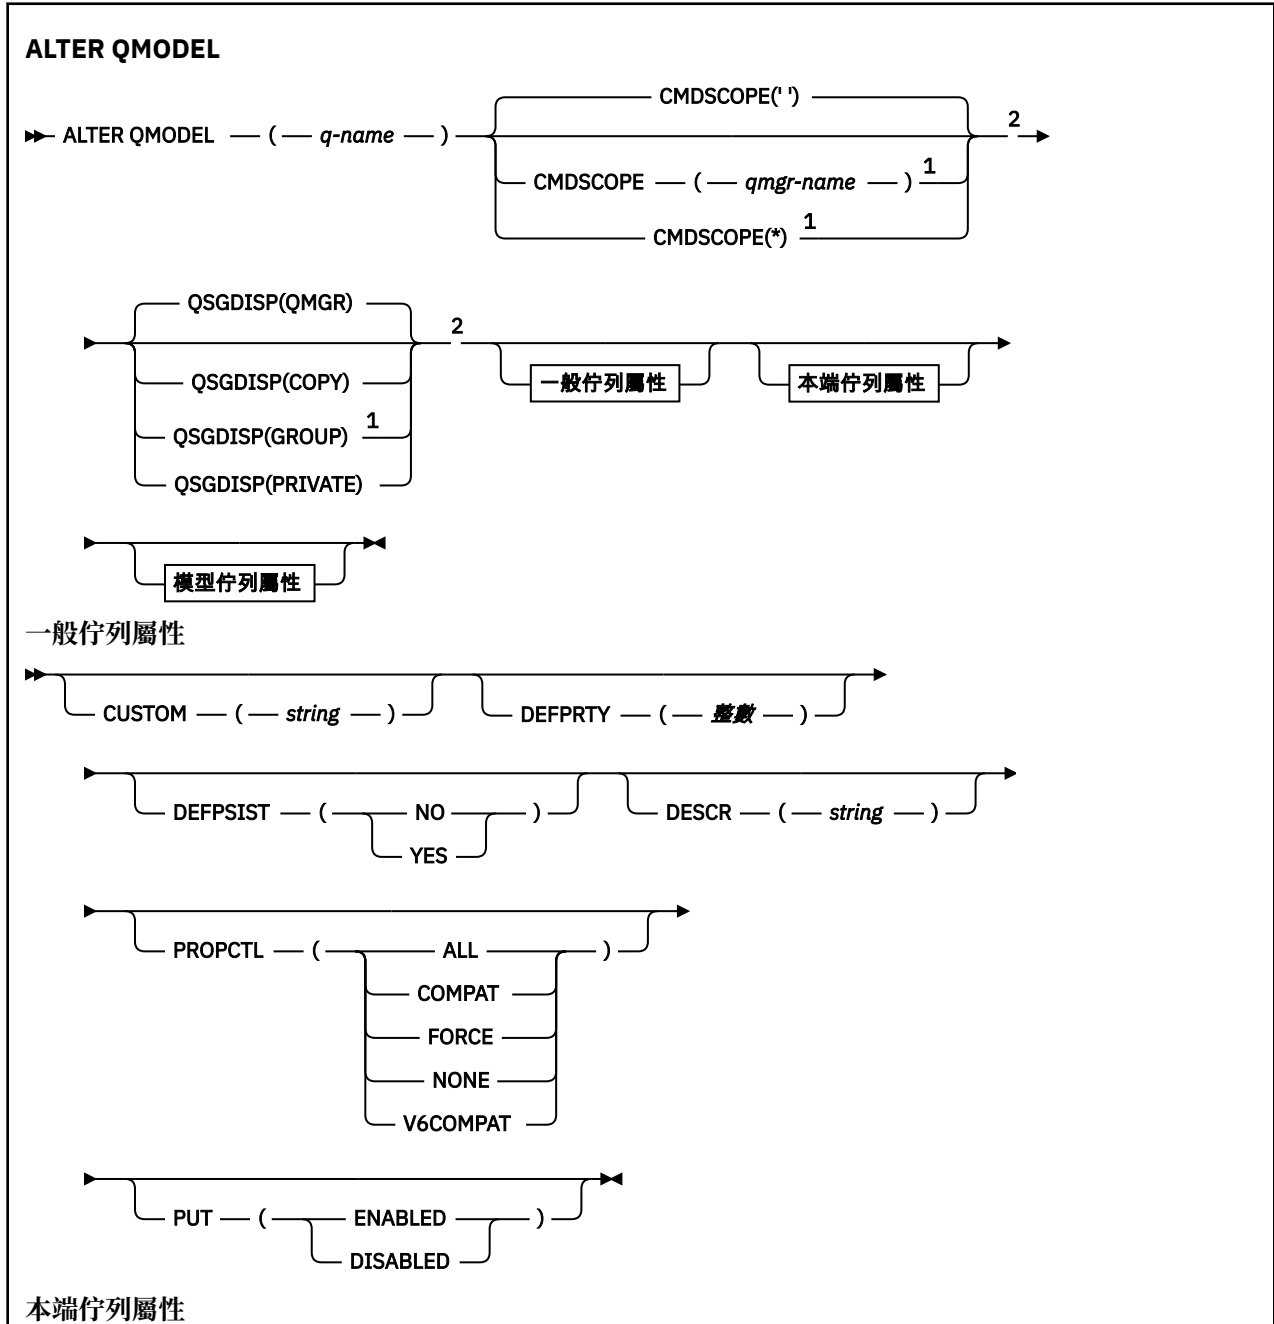 ALTER QMODEL
CMDSCOPE(' ')
ALTER QMODEL ( q-name ) 2
CMDSCOPE ( qmgr-name ) 1
CMDSCOPE(*) 1
QSGDISP(QMGR)
2
QSGDISP(COPY) 一般佇列屬性 本端佇列屬性
QSGDISP(GROUP) 1
QSGDISP(PRIVATE)
模型佇列屬性
一般佇列屬性
CUSTOM ( string ) DEFPRTY ( 整數 )
DEFPSIST ( NO ) DESCR ( string )
YES
PROPCTL ( ALL )
COMPAT
FORCE
NONE
V6COMPAT
PUT ( ENABLED )
DISABLED
本端佇列屬性